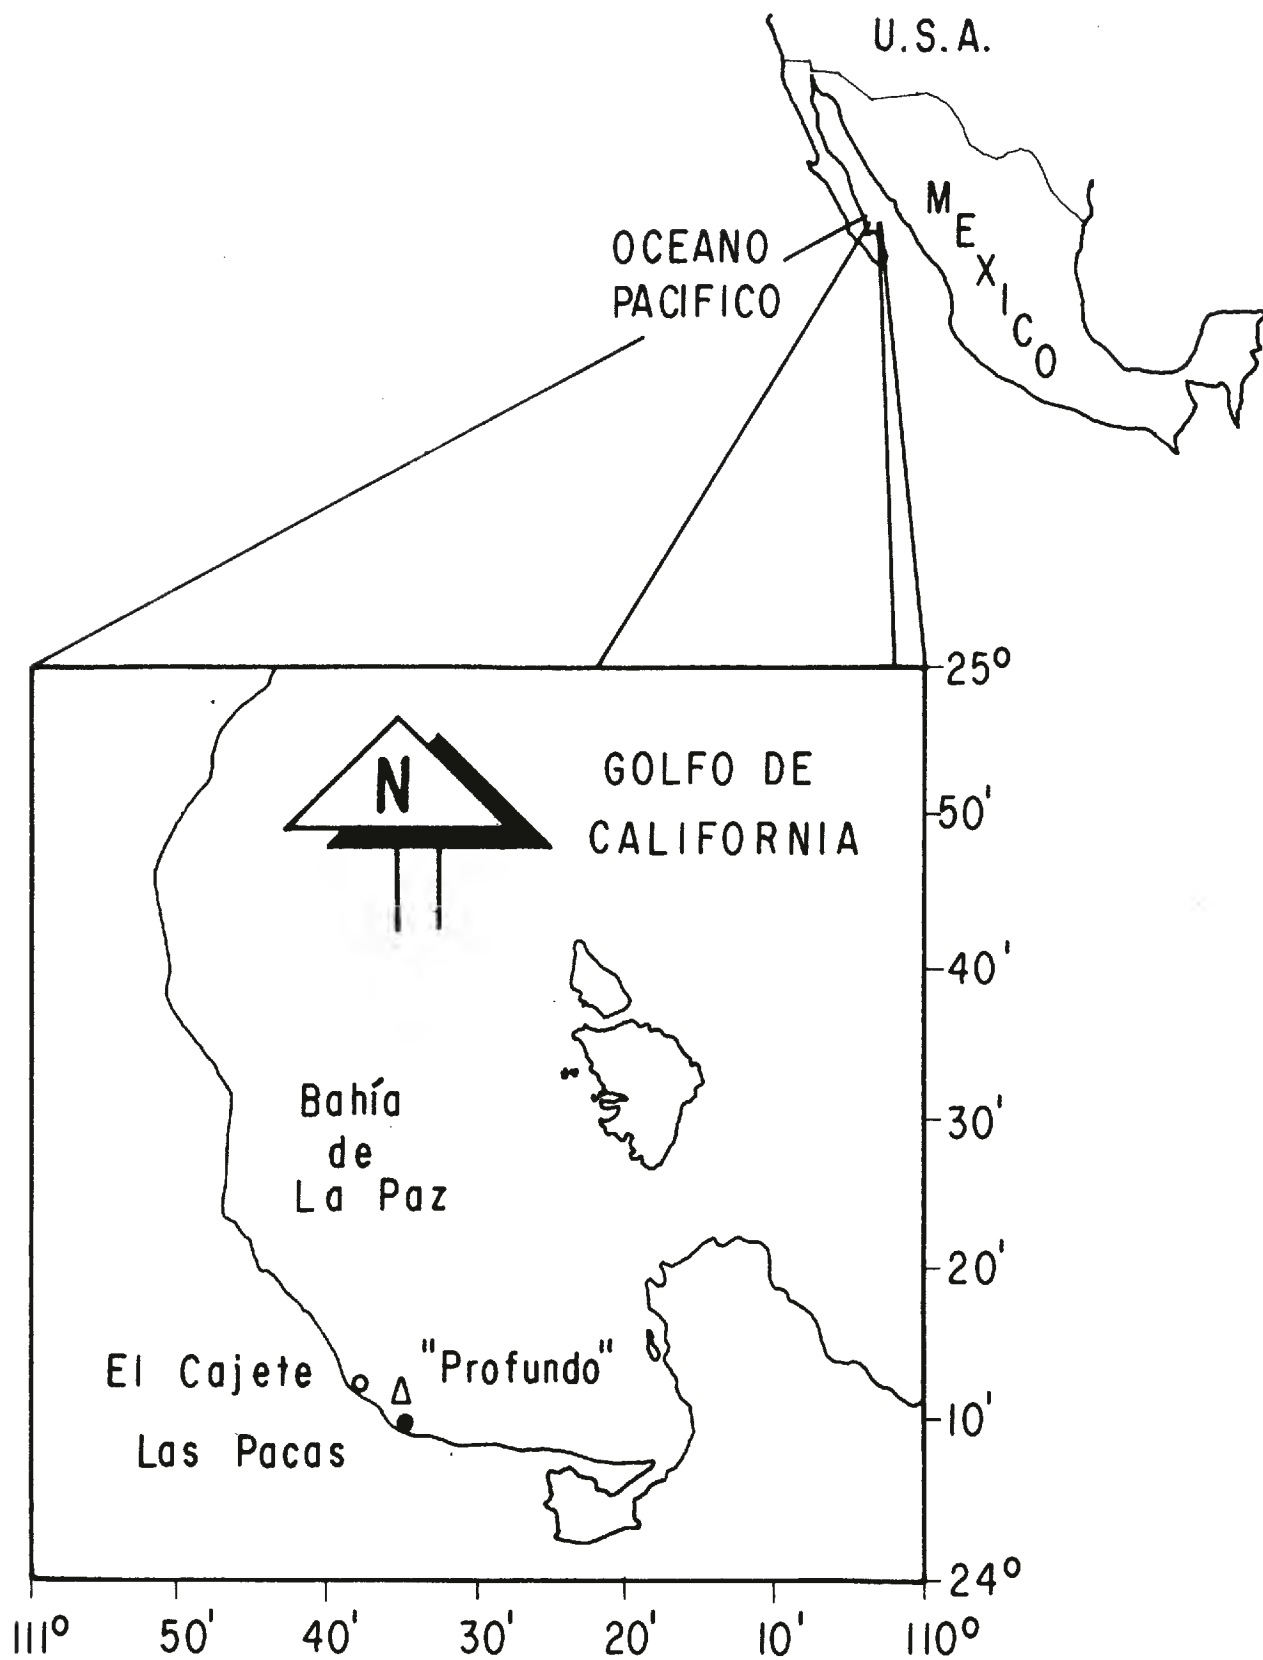 U.S.A.
MEXICO
OCEANO
PACIFICO
25°
N
GOLFO DE
CALIFORNIA
50'
40'
Bahía
de
La Paz
30'
20'
El Cajete
"Profundo"
10'
Las Pacas
24°
111° 50' 40' 30' 20' 10' 110°